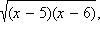 √(x − 5)(x − 6),